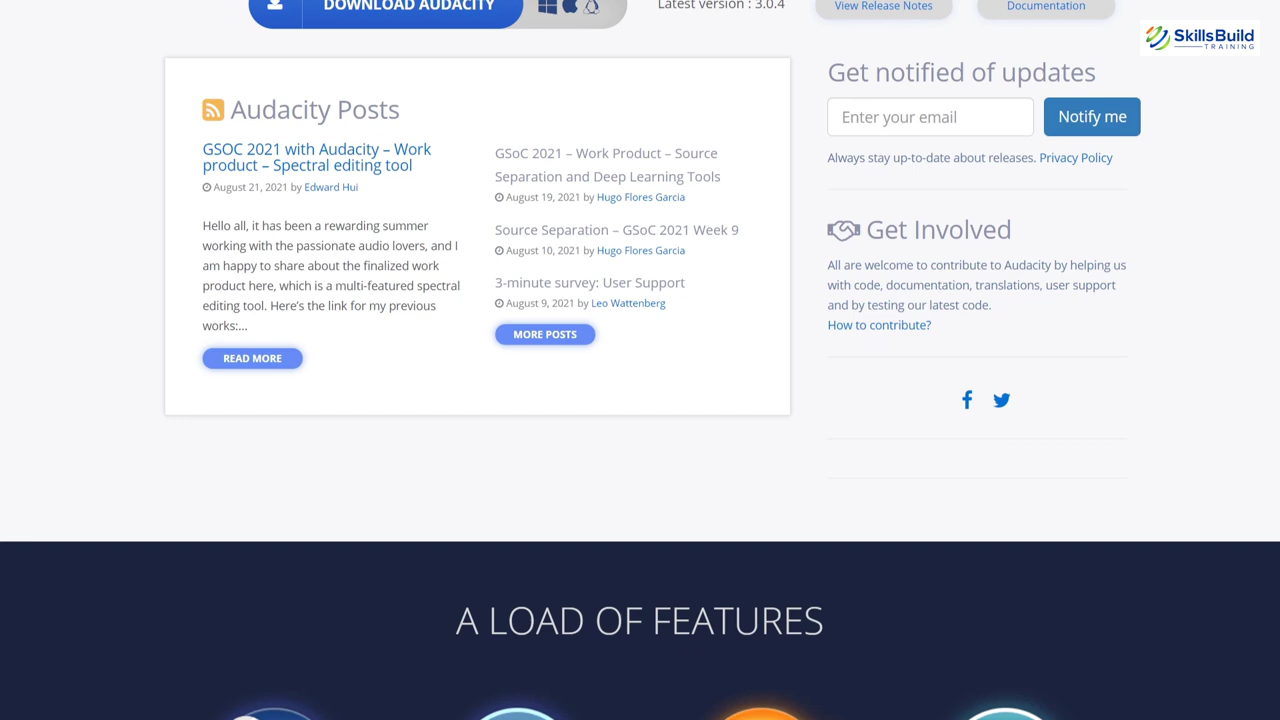 DOWNLOAD AUDACITY
Latest version : 3.0.4
View Release Notes
Documentation
SkillsBuild
TRAINING
Audacity Posts
GSOC 2021 with Audacity – Work
product – Spectral editing tool
August 21, 2021 by Edward Hui
Hello all, it has been a rewarding summer
working with the passionate audio lovers, and I
am happy to share about the finalized work
product here, which is a multi-featured spectral
editing tool. Here’s the link for my previous
works:...
READ MORE
GSoC 2021 – Work Product – Source
Separation and Deep Learning Tools
August 19, 2021 by Hugo Flores Garcia
Source Separation – GSoC 2021 Week 9
August 10, 2021 by Hugo Flores Garcia
3-minute survey: User Support
August 9, 2021 by Leo Wattenberg
MORE POSTS
Get notified of updates
Enter your email
Notify me
Always stay up-to-date about releases. Privacy Policy
Get Involved
All are welcome to contribute to Audacity by helping us
with code, documentation, translations, user support
and by testing our latest code.
How to contribute?
A LOAD OF FEATURES